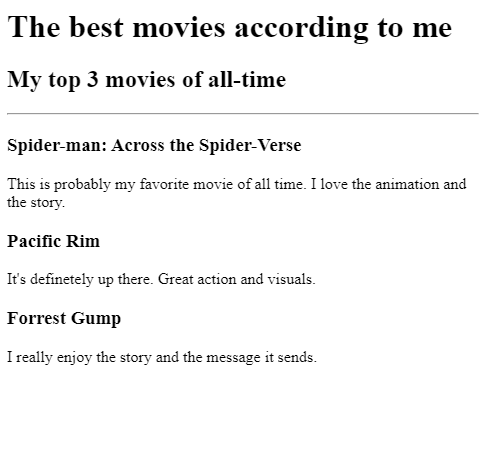 The best movies according to me
My top 3 movies of all-time
Spider-man: Across the Spider-Verse
This is probably my favorite movie of all time. I love the animation and
the story.
Pacific Rim
It's definetely up there. Great action and visuals.
Forrest Gump
I really enjoy the story and the message it sends.